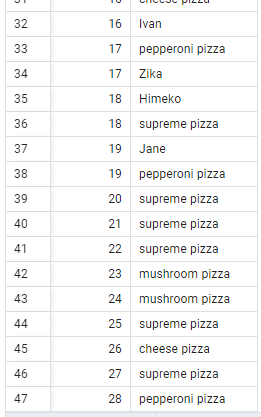 31 16 cheese pizza
32 16 Ivan
33 17 pepperoni pizza
34 17 Zika
35 18 Himeko
36 18 supreme pizza
37 19 Jane
38 19 pepperoni pizza
39 20 supreme pizza
40 21 supreme pizza
41 22 supreme pizza
42 23 mushroom pizza
43 24 mushroom pizza
44 25 supreme pizza
45 26 cheese pizza
46 27 supreme pizza
47 28 pepperoni pizza